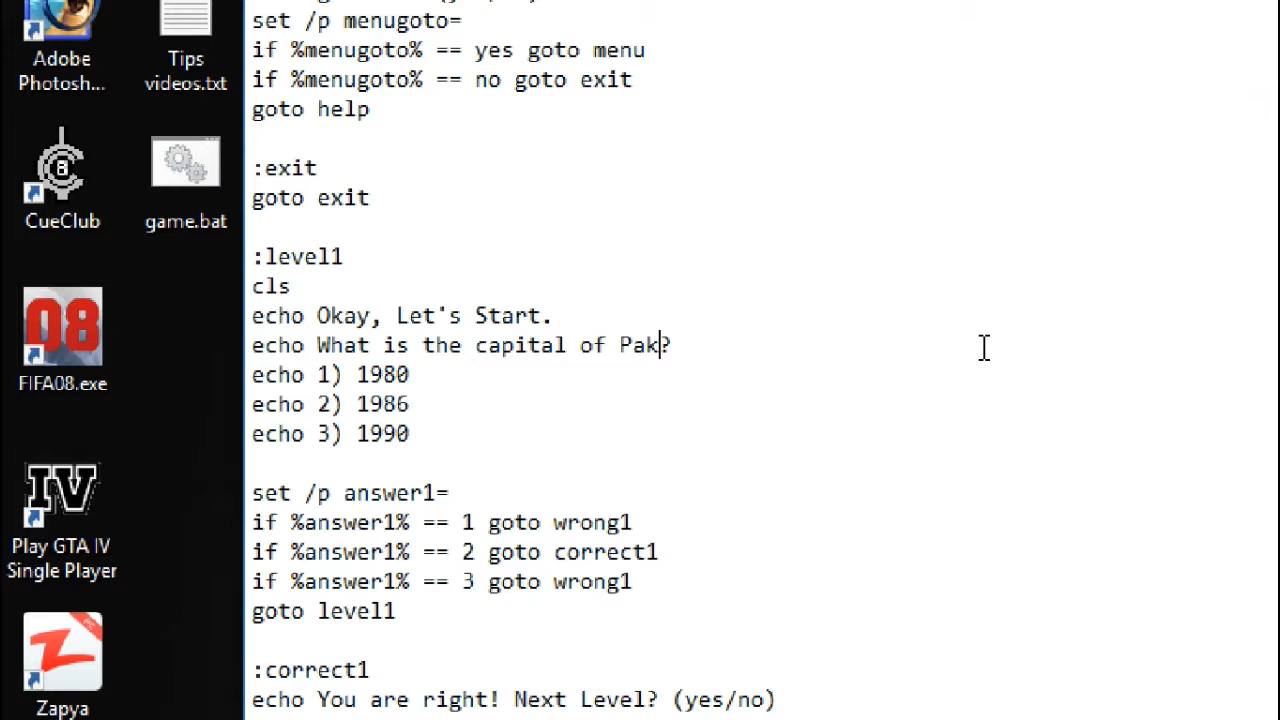 Adobe
Photosh...
Tips
videos.txt
8
CueClub
game.bat
08
FIFA08.exe
IV
Play GTA IV
Single Player
PC
Zapya
set /p menugoto=
if %menugoto% == yes goto menu
if %menugoto% == no goto exit
goto help
:exit
goto exit
:level1
cls
echo Okay, Let's Start.
echo What is the capital of Pak?
echo 1) 1980
echo 2) 1986
echo 3) 1990
set /p answer1=
if %answer1% == 1 goto wrong1
if %answer1% == 2 goto correct1
if %answer1% == 3 goto wrong1
goto level1
:correct1
echo You are right! Next Level? (yes/no)